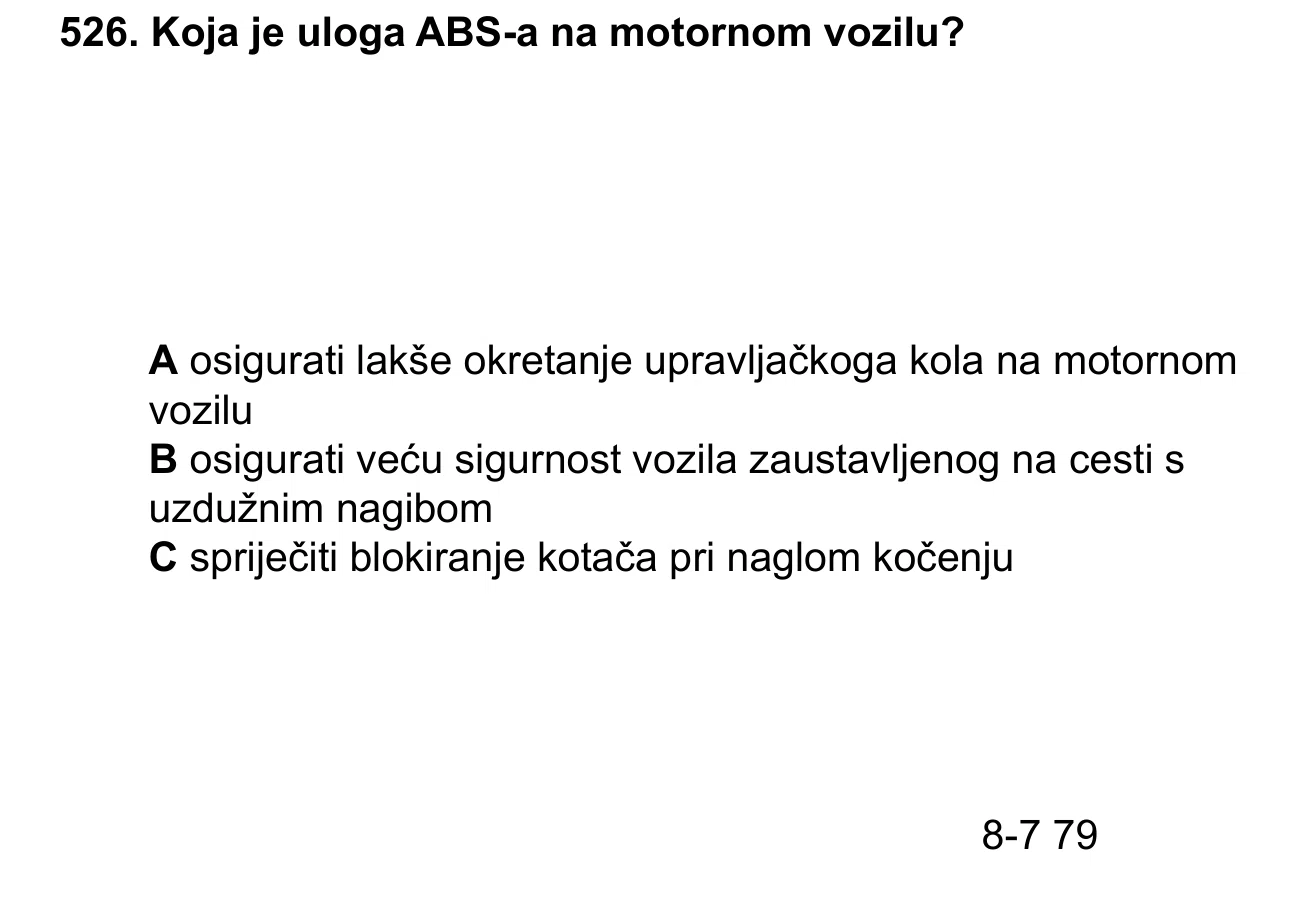 526. Koja je uloga ABS-a na motornom vozilu?
A osigurati lakše okretanje upravljačkoga kola na motornom
vozilu
B osigurati veću sigurnost vozila zaustavljenog na cesti s
uzdužnim nagibom
C spriječiti blokiranje kotača pri naglom kočenju
8-7 79